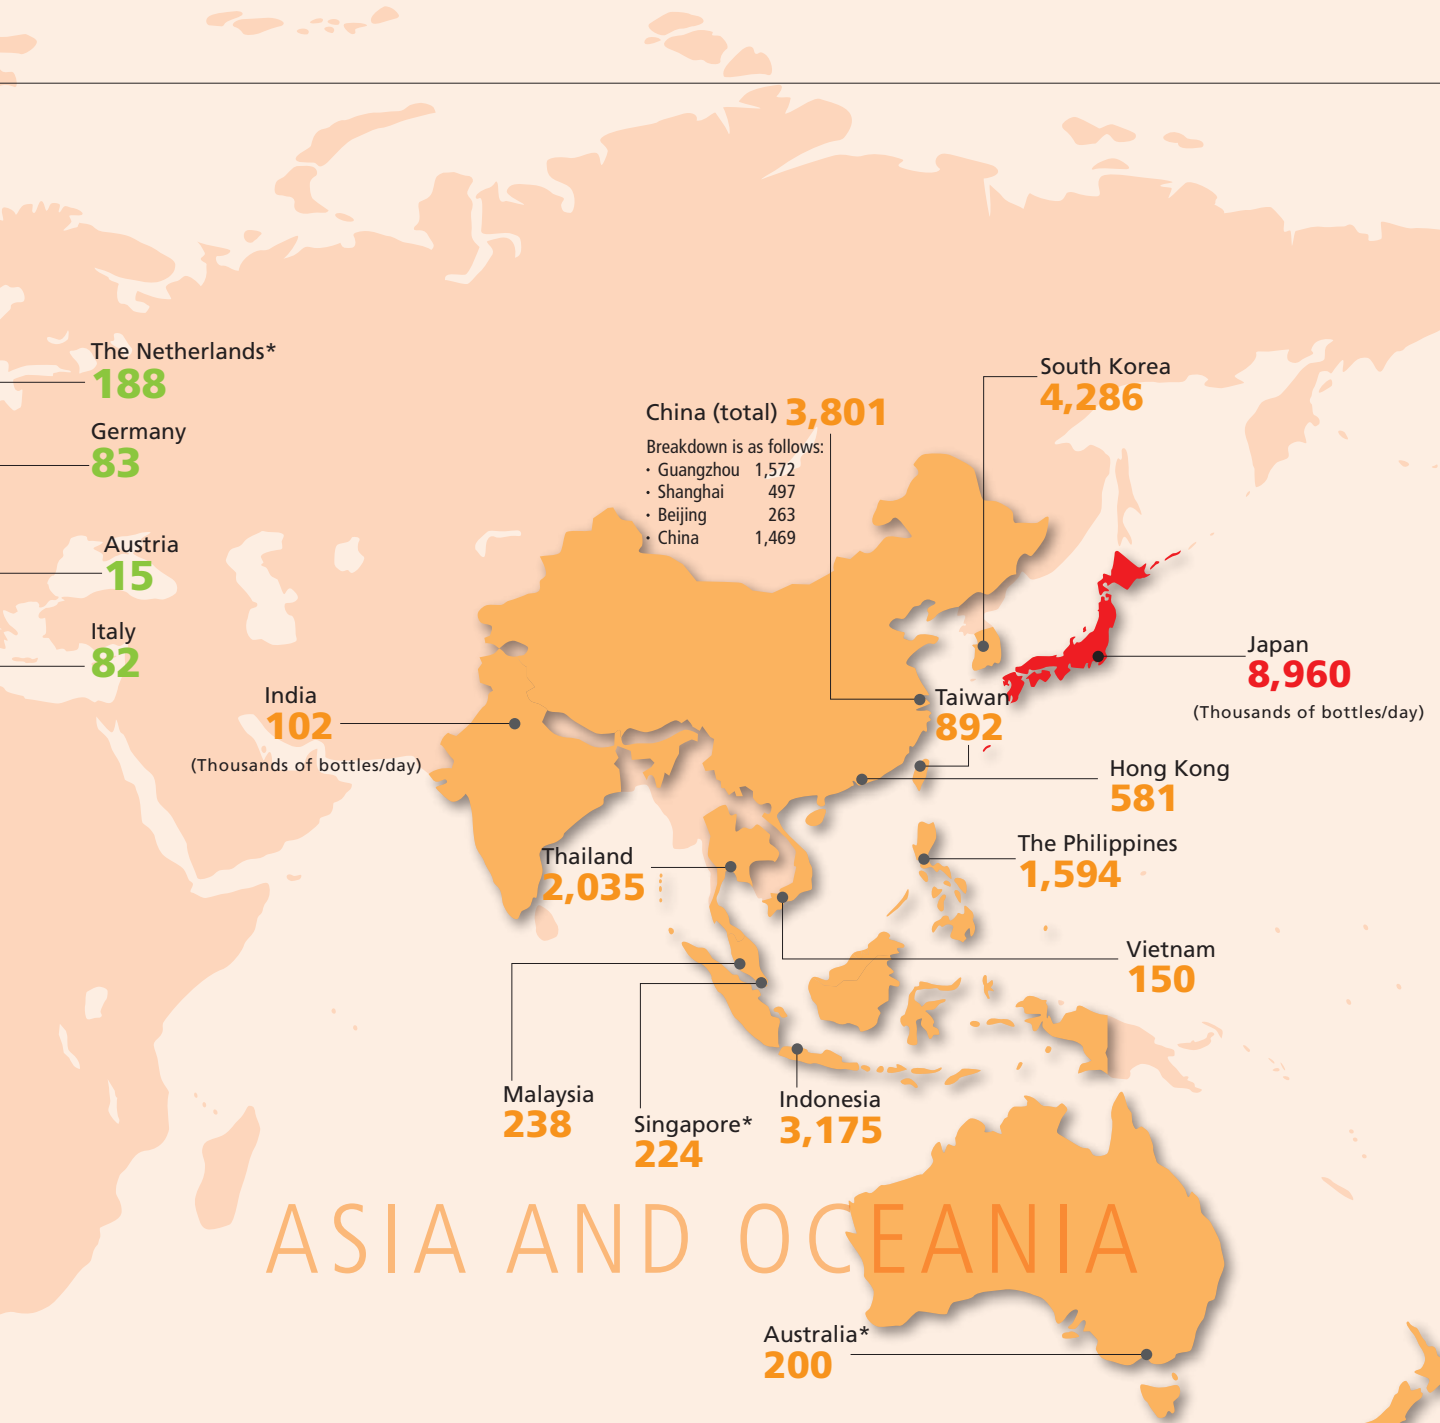 The Netherlands*
188
Germany
83
Austria
15
Italy
82
India
102
(Thousands of bottles/day)
China (total) 3,801
Breakdown is as follows:
· Guangzhou 1,572
· Shanghai 497
· Beijing 263
· China 1,469
South Korea
4,286
Japan
8,960
(Thousands of bottles/day)
Taiwan
892
Hong Kong
581
The Philippines
1,594
Thailand
2,035
Vietnam
150
Malaysia
238
Singapore*
224
Indonesia
3,175
ASIA AND OCEANIA
Australia*
200